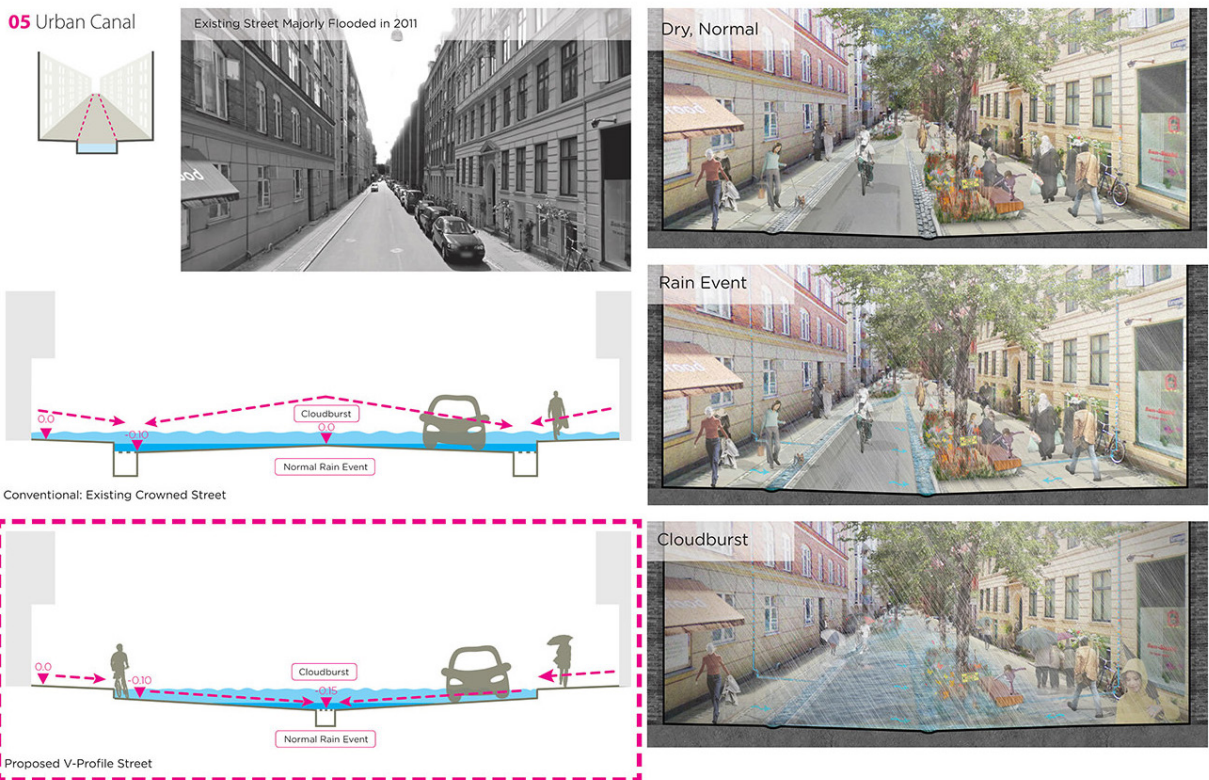 05 Urban Canal
Existing Street Majorly Flooded in 2011
Dry, Normal
Rain Event
0.0
Cloudburst
0.0
-0.10
Normal Rain Event
Conventional: Existing Crowned Street
Cloudburst
0.0
-0.10
Cloudburst
-0.15
Normal Rain Event
Proposed V-Profile Street